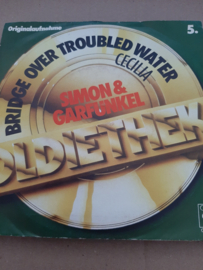 Originalaufnahme
5.
BRIDGE OVER TROUBLED WATER
CECILIA
SIMON &
GARFUNKEL
OLDIETHEK